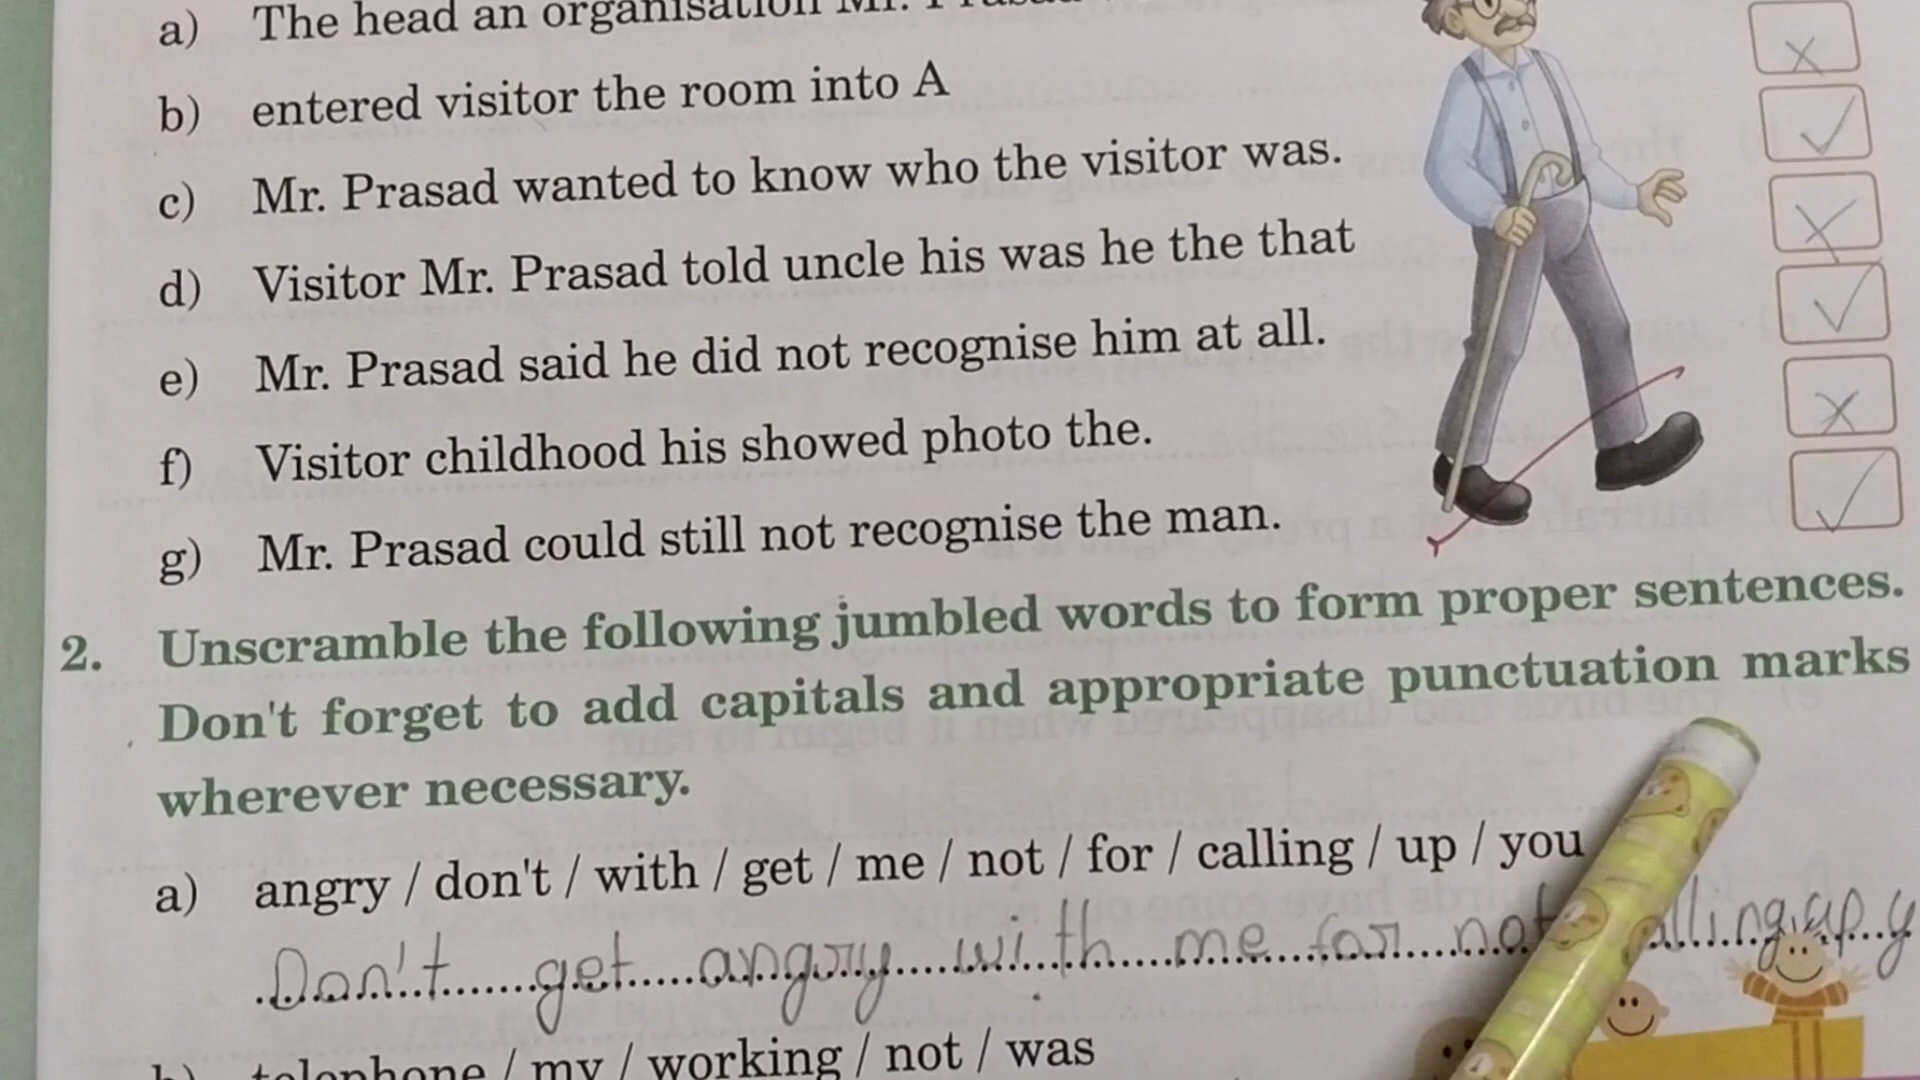 a) The head an organisation Mr. Prasad
b) entered visitor the room into A
c) Mr. Prasad wanted to know who the visitor was.
d) Visitor Mr. Prasad told uncle his was he the that
e) Mr. Prasad said he did not recognise him at all.
f) Visitor childhood his showed photo the.
g) Mr. Prasad could still not recognise the man.
2. Unscramble the following jumbled words to form proper sentences.
Don't forget to add capitals and appropriate punctuation marks
wherever necessary.
a) angry / don't / with / get / me / not / for / calling / up / you
Don't get angry with me for not
b) telephone / my / working / not / was